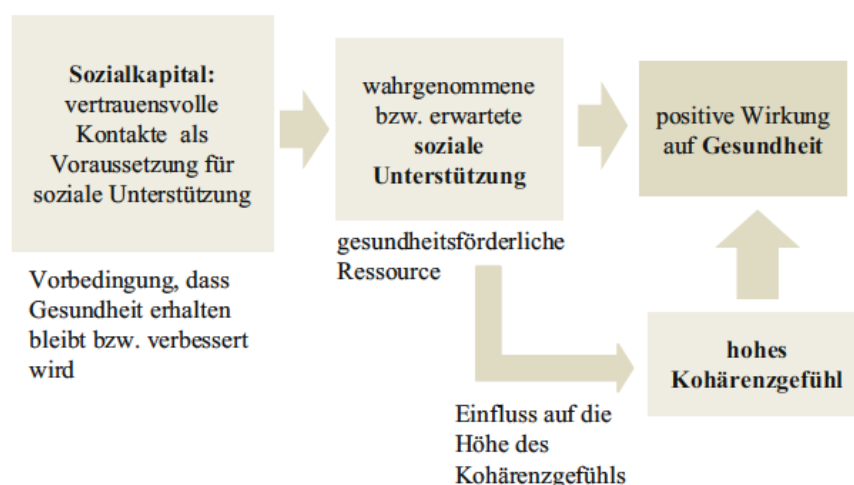 Sozialkapital:
vertrauensvolle
Kontakte als
Voraussetzung für
soziale Unterstützung
Vorbedingung, dass
Gesundheit erhalten
bleibt bzw. verbessert
wird
wahrgenommene
bzw. erwartete
soziale
Unterstützung
gesundheitsförderliche
Ressource
positive Wirkung
auf Gesundheit
hohes
Kohärenzgefühl
Einfluss auf die
Höhe des
Kohärenzgefühls